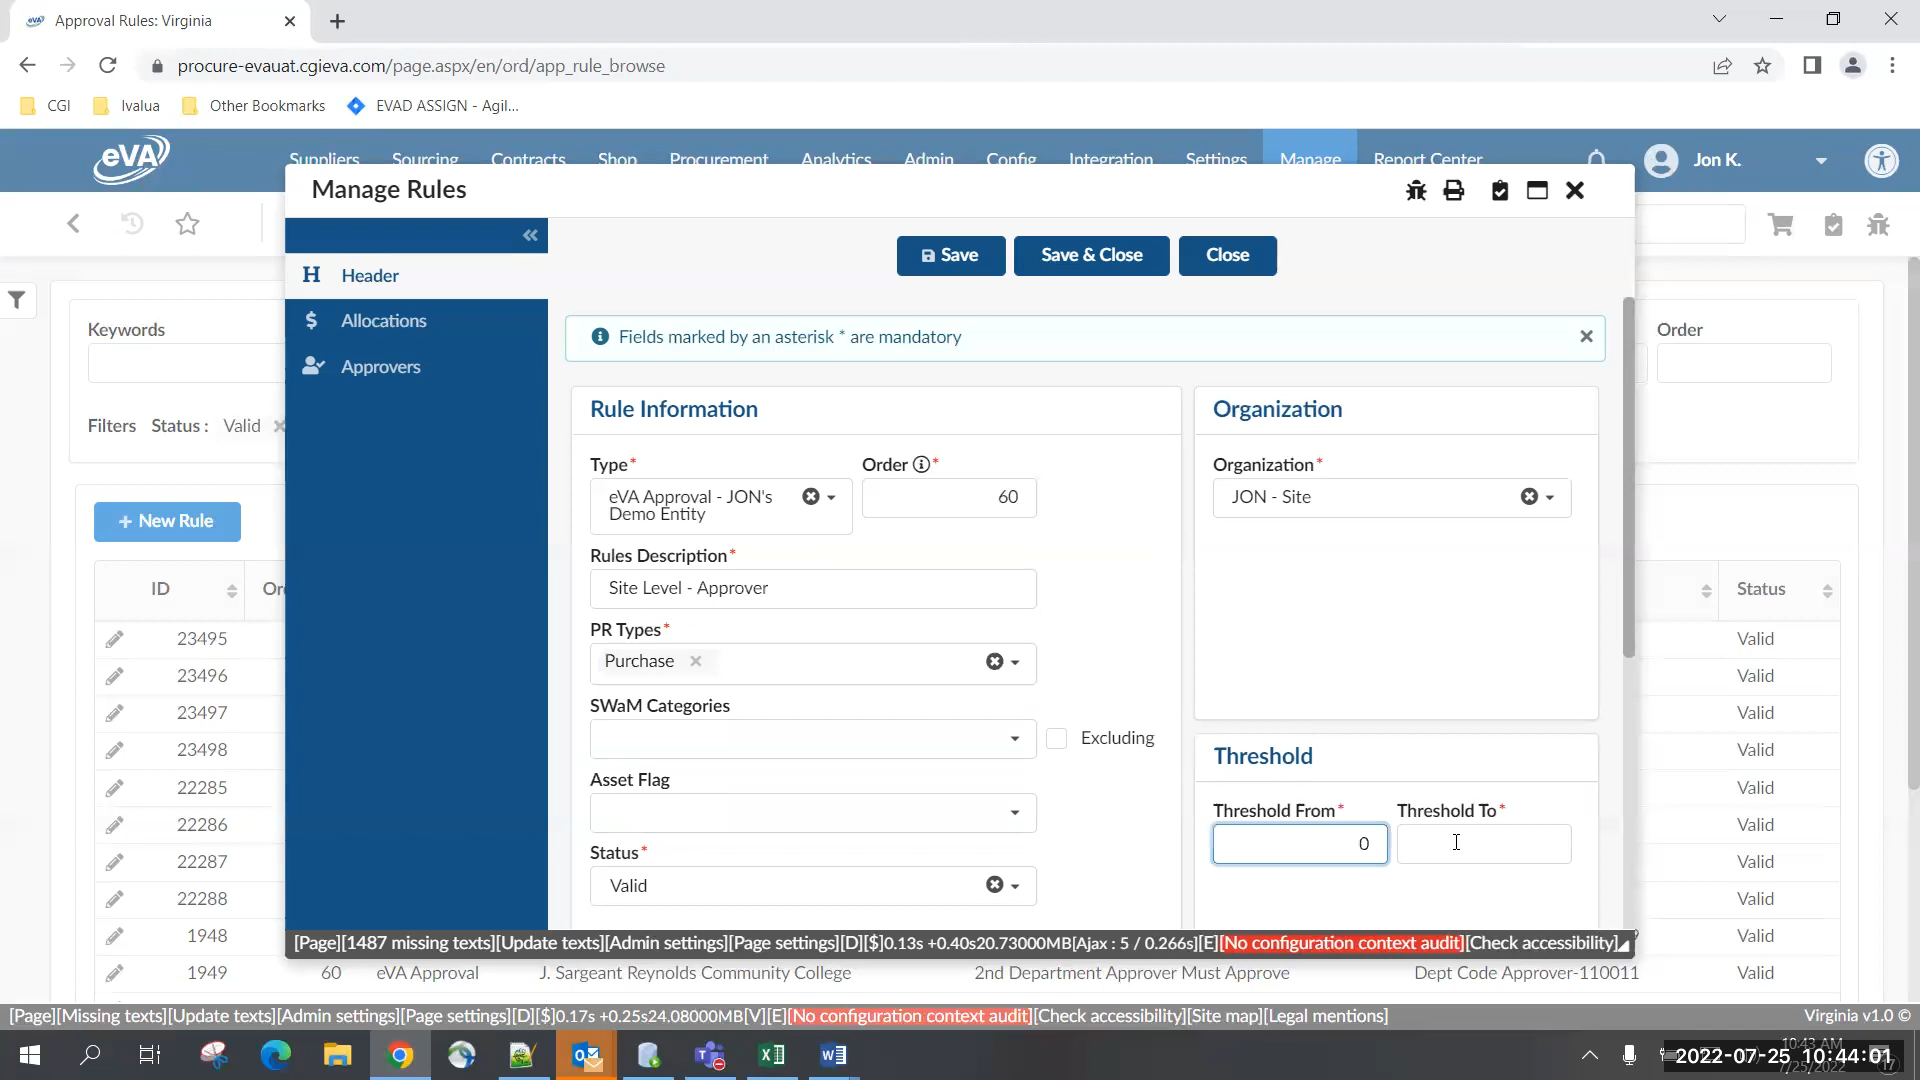 Approval Rules: Virginia
procure-evauat.cgieva.com/page.aspx/en/ord/app_rule_browse
CGI Ivalua Other Bookmarks EVAD ASSIGN - Agil...
eVA Suppliers Sourcing Contracts Shop Procurement Analytics Admin Config Integration Settings Manage Report Center Jon K.
Manage Rules
Save Save & Close Close
H Header
$ Allocations
Approvers
Fields marked by an asterisk * are mandatory
Keywords
Order
Filters Status : Valid
Rule Information
Organization
Type*
Order *
Organization*
eVA Approval - JON's
Demo Entity
60
JON - Site
+ New Rule
Rules Description*
Site Level - Approver
ID
Status
PR Types*
Purchase
SWaM Categories
Excluding
Asset Flag
Status*
Valid
Threshold
Threshold From* Threshold To*
0
23495 Valid
23496 Valid
23497 Valid
23498 Valid
22285 Valid
22286 Valid
22287 Valid
22288 Valid
1948 Valid
[Page][1487 missing texts][Update texts][Admin settings][Page settings][D][$]0.13s +0.40s20.73000MB[Ajax : 5 / 0.266s][E][No configuration context audit][Check accessibility]
1949 60 eVA Approval J. Sargeant Reynolds Community College 2nd Department Approver Must Approve Dept Code Approver-110011 Valid
[Page][Missing texts][Update texts][Admin settings][Page settings][D][$]0.17s +0.25s24.08000MB[V][E][No configuration context audit][Check accessibility][Site map][Legal mentions]
Virginia v1.0 ©
10:43 AM
2022-07-25 10:44:01
7/25/2022